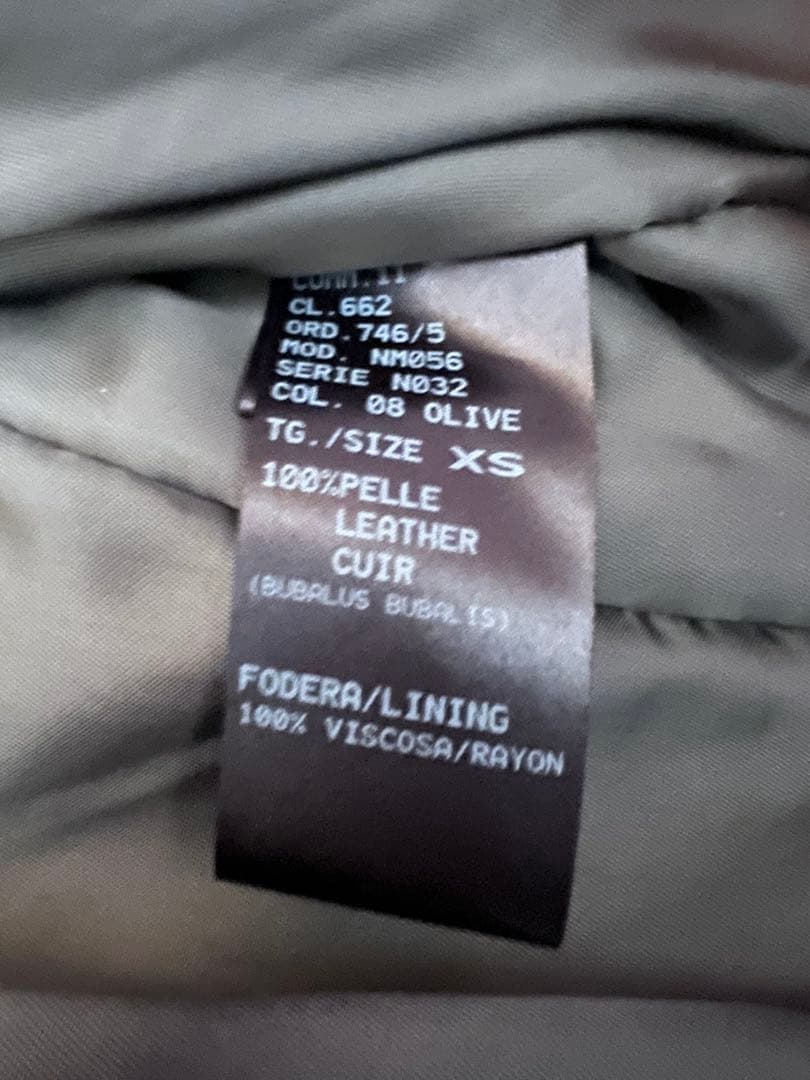 CL.662
ORD.746/5
MOD. NM056
SERIE N032
COL. 08 OLIVE
TG./SIZE XS
100%PELLE
LEATHER
CUIR
(BUBALUS BUBALIS)
FODERA/LINING
100% VISCOSA/RAYON